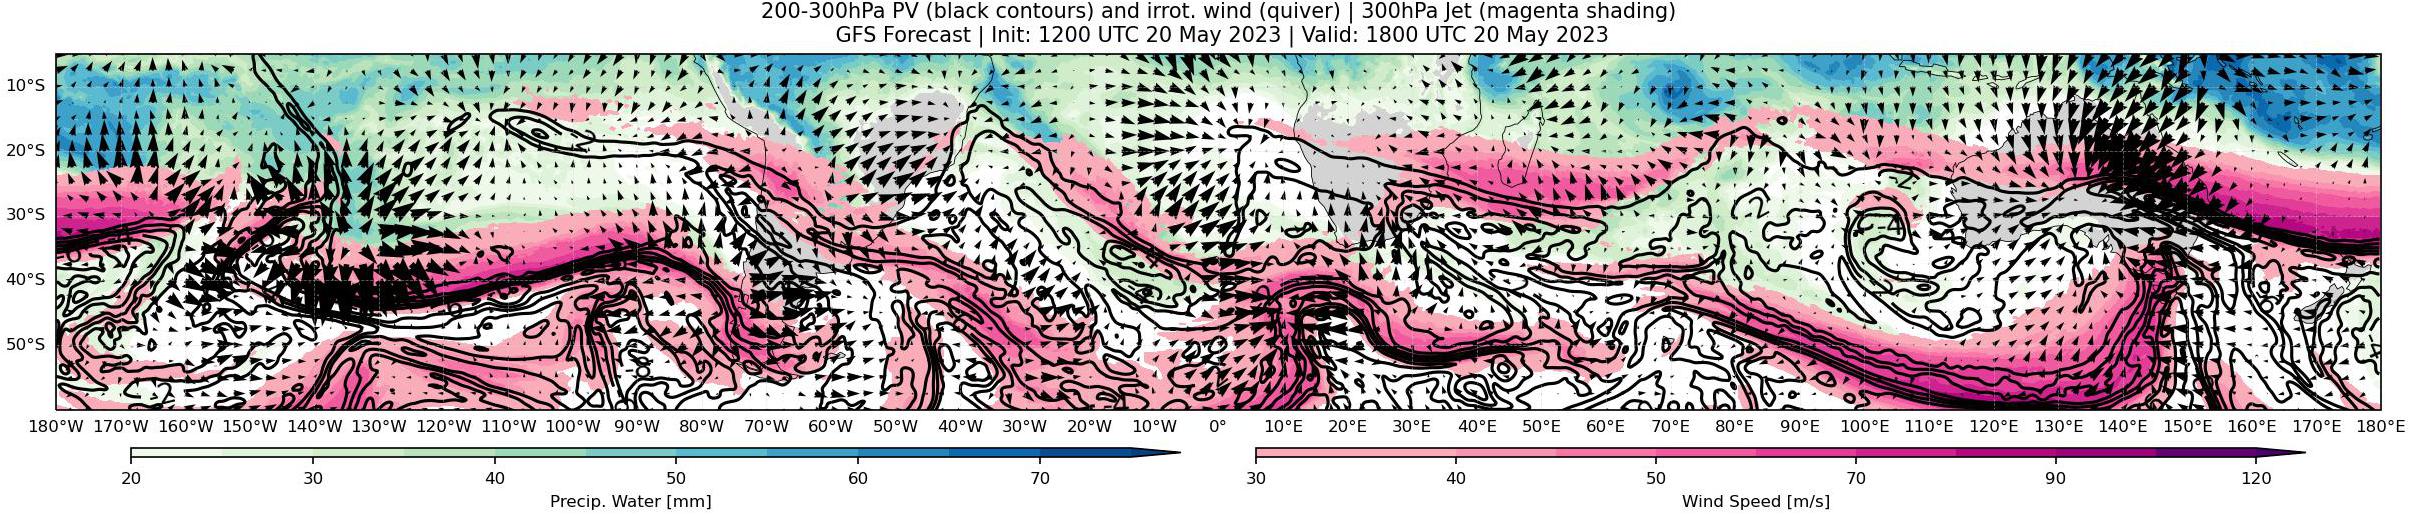 200-300hPa PV (black contours) and irrot. wind (quiver) | 300hPa Jet (magenta shading)
GFS Forecast | Init: 1200 UTC 20 May 2023 | Valid: 1800 UTC 20 May 2023
10°S
20°S
30°S
40°S
50°S
180°W 170°W 160°W 150°W 140°W 130°W 120°W 110°W 100°W 90°W 80°W 70°W 60°W 50°W 40°W 30°W 20°W 10°W 0° 10°E 20°E 30°E 40°E 50°E 60°E 70°E 80°E 90°E 100°E 110°E 120°E 130°E 140°E 150°E 160°E 170°E 180°E
20 30 40 50 60 70
Precip. Water [mm]
30 40 50 70 90 120
Wind Speed [m/s]